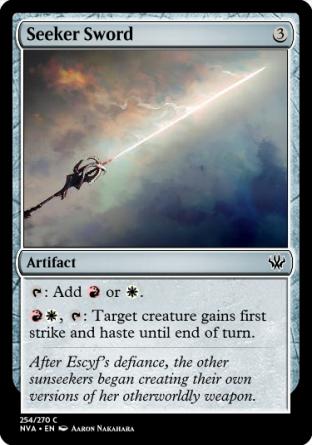 Seeker Sword 3
Artifact
: Add or .
, : Target creature gains first
strike and haste until end of turn.
After Escyf's defiance, the other
sunseekers began creating their own
versions of her otherworldly weapon.
254/270 C
NVA • EN Aaron Nakahara